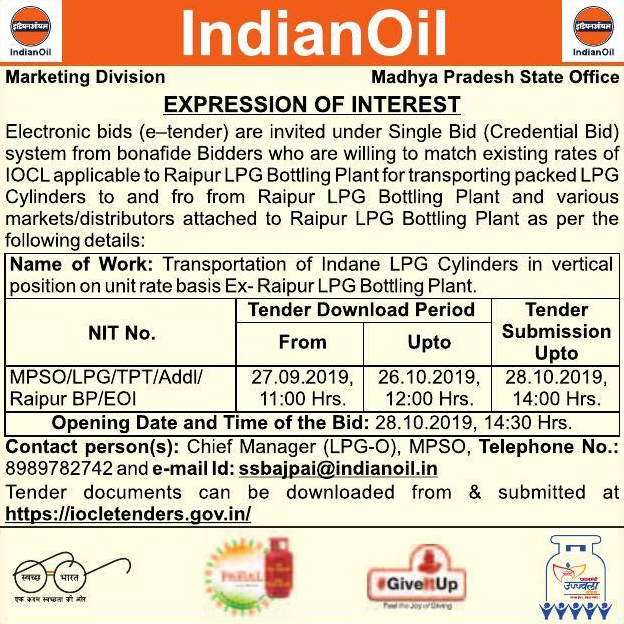 इंडियनऑयल
IndianOil
IndianOil
इंडियनऑयल
IndianOil
Marketing Division Madhya Pradesh State Office
EXPRESSION OF INTEREST
Electronic bids (e–tender) are invited under Single Bid (Credential Bid)
system from bonafide Bidders who are willing to match existing rates of
IOCL applicable to Raipur LPG Bottling Plant for transporting packed LPG
Cylinders to and fro from Raipur LPG Bottling Plant and various
markets/distributors attached to Raipur LPG Bottling Plant as per the
following details:
Name of Work: Transportation of Indane LPG Cylinders in vertical
position on unit rate basis Ex- Raipur LPG Bottling Plant.
NIT No.
Tender Download Period
From
Upto
Tender
Submission
Upto
MPSO/LPG/TPT/Addl/
Raipur BP/EOI
27.09.2019,
11:00 Hrs.
26.10.2019,
12:00 Hrs.
28.10.2019,
14:00 Hrs.
Opening Date and Time of the Bid: 28.10.2019, 14:30 Hrs.
Contact person(s): Chief Manager (LPG-O), MPSO, Telephone No.:
8989782742 and e-mail Id: ssbajpai@indianoil.in
Tender documents can be downloaded from & submitted at
https://iocletenders.gov.in/
स्वच्छ भारत
एक कदम स्वच्छता की ओर
PAHAL
#GiveItUp
Feel the Joy of Giving
उज्ज्वला